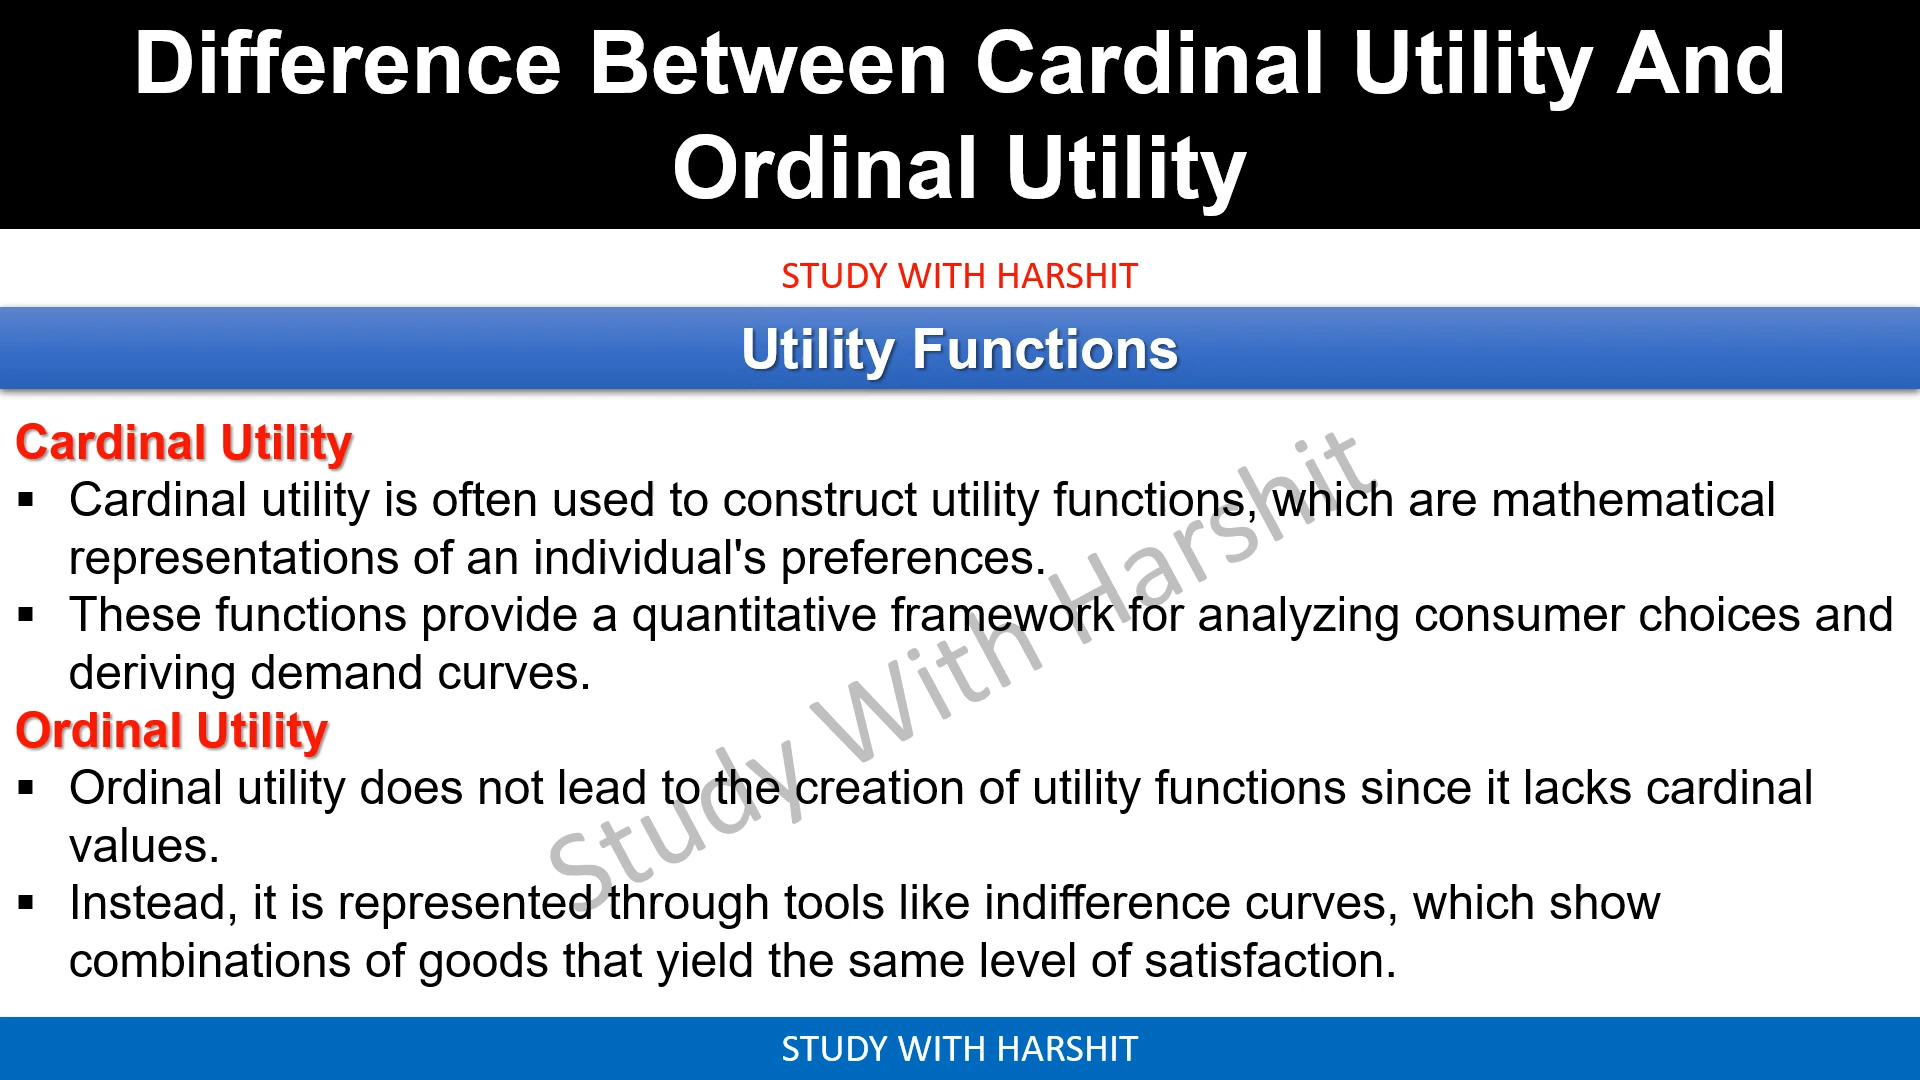 Difference Between Cardinal Utility And
Ordinal Utility
STUDY WITH HARSHIT
Utility Functions
Cardinal Utility
▪ Cardinal utility is often used to construct utility functions, which are mathematical
representations of an individual's preferences.
▪ These functions provide a quantitative framework for analyzing consumer choices and
deriving demand curves.
Ordinal Utility
▪ Ordinal utility does not lead to the creation of utility functions since it lacks cardinal
values.
▪ Instead, it is represented through tools like indifference curves, which show
combinations of goods that yield the same level of satisfaction.
Study With Harshit
STUDY WITH HARSHIT